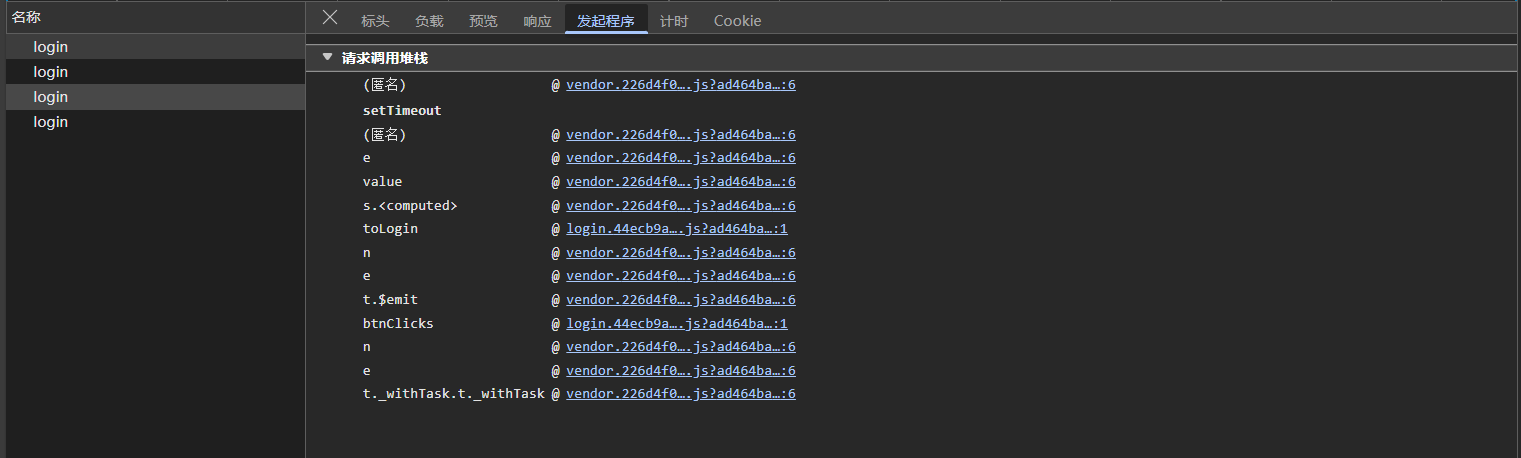 名称
login
login
login
login
标头 负载 预览 响应 发起程序 计时 Cookie
请求调用堆栈
(匿名) @ vendor.226d4f0….js?ad464ba…:6
setTimeout
(匿名) @ vendor.226d4f0….js?ad464ba…:6
e @ vendor.226d4f0….js?ad464ba…:6
value @ vendor.226d4f0….js?ad464ba…:6
s.<computed> @ vendor.226d4f0….js?ad464ba…:6
toLogin @ login.44ecb9a….js?ad464ba…:1
n @ vendor.226d4f0….js?ad464ba…:6
e @ vendor.226d4f0….js?ad464ba…:6
t.$emit @ vendor.226d4f0….js?ad464ba…:6
btnClicks @ login.44ecb9a….js?ad464ba…:1
n @ vendor.226d4f0….js?ad464ba…:6
e @ vendor.226d4f0….js?ad464ba…:6
t._withTask.t._withTask @ vendor.226d4f0….js?ad464ba…:6